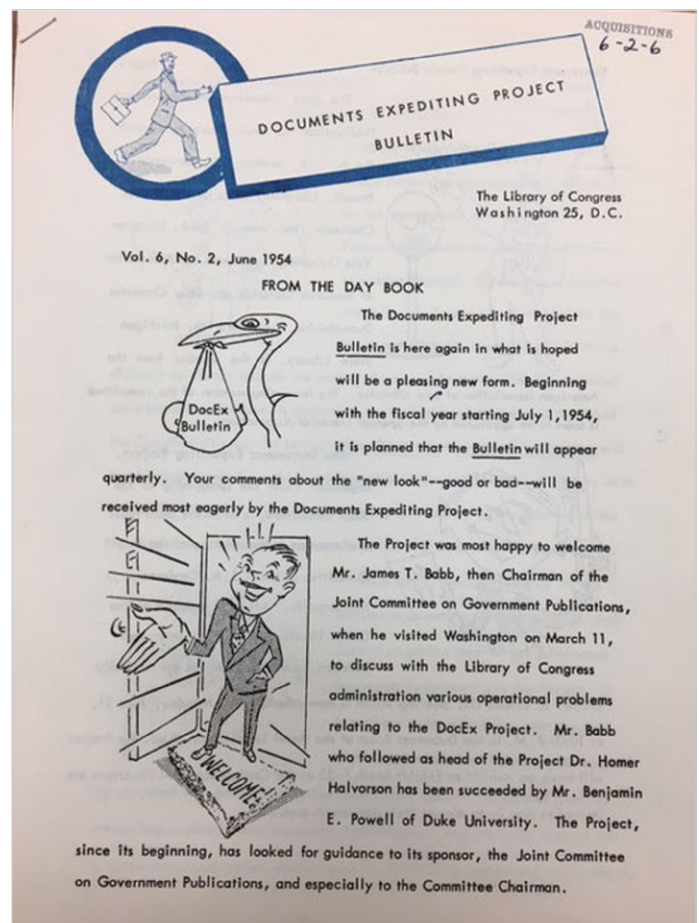 ACQUISITIONS
6-2-6
DOCUMENTS EXPEDITING PROJECT
BULLETIN
The Library of Congress
Washington 25, D.C.
Vol. 6, No. 2, June 1954
FROM THE DAY BOOK
DocEx
Bulletin
The Documents Expediting Project
Bulletin is here again in what is hoped
will be a pleasing new form. Beginning
with the fiscal year starting July 1, 1954,
it is planned that the Bulletin will appear
quarterly. Your comments about the "new look"--good or bad--will be
received most eagerly by the Documents Expediting Project.
The Project was most happy to welcome
Mr. James T. Babb, then Chairman of the
Joint Committee on Government Publications,
when he visited Washington on March 11,
to discuss with the Library of Congress
administration various operational problems
relating to the DocEx Project. Mr. Babb
who followed as head of the Project Dr. Homer
Halvorson has been succeeded by Mr. Benjamin
E. Powell of Duke University. The Project,
since its beginning, has looked for guidance to its sponsor, the Joint Committee
on Government Publications, and especially to the Committee Chairman.
WELCOME